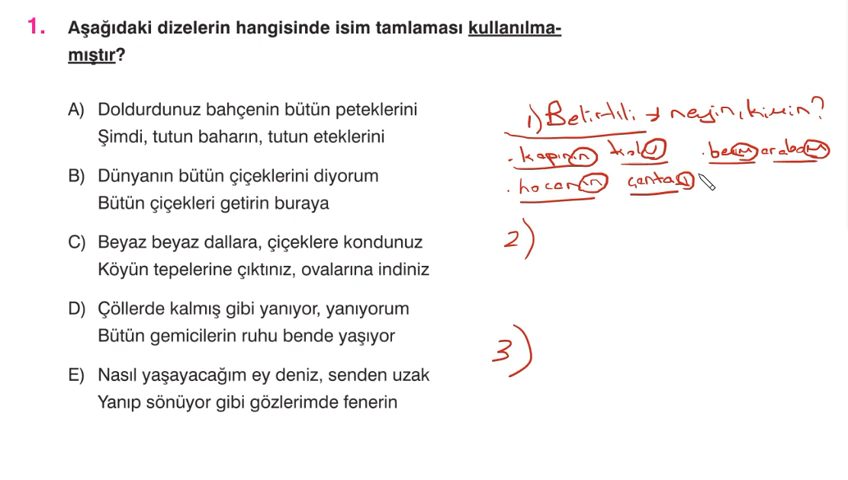 1. Aşağıdaki dizelerin hangisinde isim tamlaması kullanılma-
mıştır?
A) Doldurdunuz bahçenin bütün peteklerini
Şimdi, tutun baharın, tutun eteklerini
B) Dünyanın bütün çiçeklerini diyorum
Bütün çiçekleri getirin buraya
C) Beyaz beyaz dallara, çiçeklere kondunuz
Köyün tepelerine çıktınız, ovalarına indiniz
D) Çöllerde kalmış gibi yanıyor, yanıyorum
Bütün gemicilerin ruhu bende yaşıyor
E) Nasıl yaşayacağım ey deniz, senden uzak
Yanıp sönüyor gibi gözlerimde fenerin
1) Belirtili → neyin, kimin?
. kapının kolu . benim arabam
. hocanın çantası
2)
3)